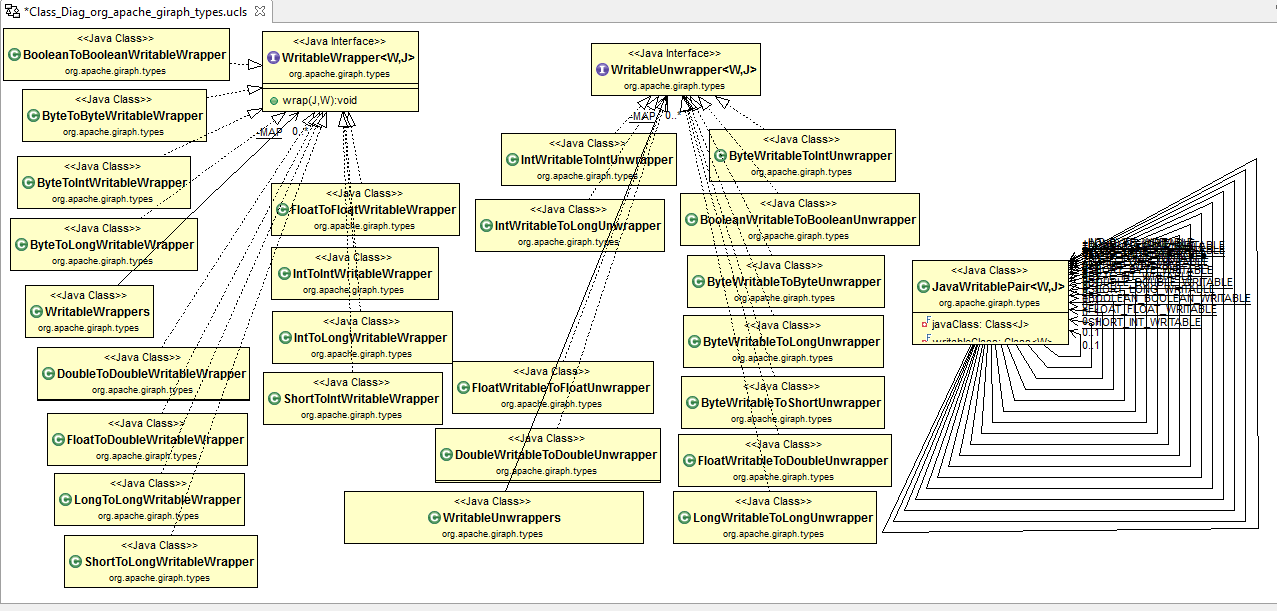 *Class_Diag_org_apache_giraph_types.ucls
<<Java Class>>
BooleanToBooleanWritableWrapper
org.apache.giraph.types
<<Java Interface>>
WritableWrapper<W,J>
org.apache.giraph.types
wrap(J,W):void
<<Java Class>>
ByteToByteWritableWrapper
org.apache.giraph.types
-MAP 0..*
<<Java Class>>
ByteToIntWritableWrapper
org.apache.giraph.types
<<Java Class>>
ByteToLongWritableWrapper
org.apache.giraph.types
<<Java Class>>
WritableWrappers
org.apache.giraph.types
<<Java Class>>
DoubleToDoubleWritableWrapper
org.apache.giraph.types
<<Java Class>>
FloatToDoubleWritableWrapper
org.apache.giraph.types
<<Java Class>>
LongToLongWritableWrapper
org.apache.giraph.types
<<Java Class>>
ShortToLongWritableWrapper
org.apache.giraph.types
<<Java Class>>
FloatToFloatWritableWrapper
org.apache.giraph.types
<<Java Class>>
IntToIntWritableWrapper
org.apache.giraph.types
<<Java Class>>
IntToLongWritableWrapper
org.apache.giraph.types
<<Java Class>>
ShortToIntWritableWrapper
org.apache.giraph.types
<<Java Interface>>
WritableUnwrapper<W,J>
org.apache.giraph.types
-MAP 0..*
<<Java Class>>
IntWritableToIntUnwrapper
org.apache.giraph.types
<<Java Class>>
IntWritableToLongUnwrapper
org.apache.giraph.types
<<Java Class>>
FloatWritableToFloatUnwrapper
org.apache.giraph.types
<<Java Class>>
DoubleWritableToDoubleUnwrapper
org.apache.giraph.types
<<Java Class>>
WritableUnwrappers
org.apache.giraph.types
<<Java Class>>
ByteWritableToIntUnwrapper
org.apache.giraph.types
<<Java Class>>
BooleanWritableToBooleanUnwrapper
org.apache.giraph.types
<<Java Class>>
ByteWritableToByteUnwrapper
org.apache.giraph.types
<<Java Class>>
ByteWritableToLongUnwrapper
org.apache.giraph.types
<<Java Class>>
ByteWritableToShortUnwrapper
org.apache.giraph.types
<<Java Class>>
FloatWritableToDoubleUnwrapper
org.apache.giraph.types
<<Java Class>>
LongWritableToLongUnwrapper
org.apache.giraph.types
<<Java Class>>
JavaWritablePair<W,J>
org.apache.giraph.types
javaClass: Class<J>
writableClass: Class<W>
BOOLEAN_BOOLEAN_WRITABLE
FLOAT_FLOAT_WRITABLE
SHORT_INT_WRITABLE
0..1
0..1